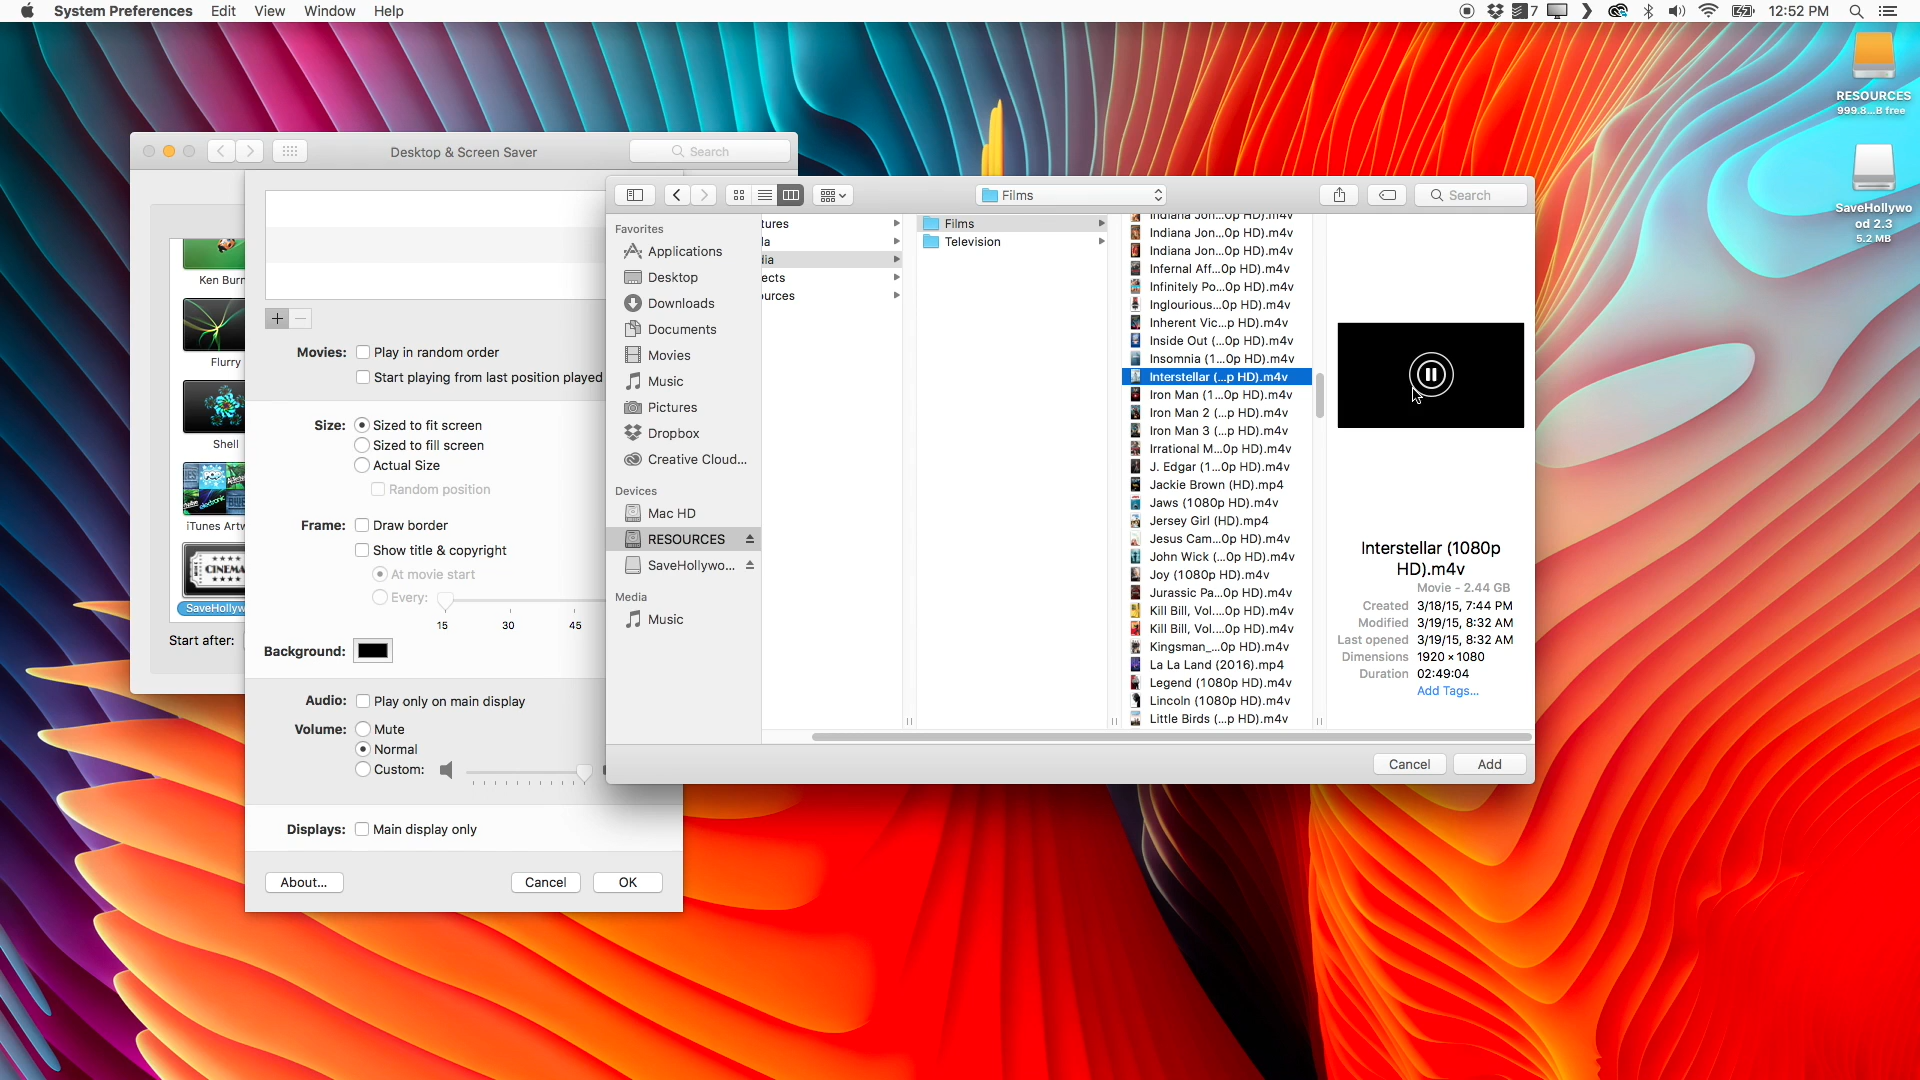 System Preferences Edit View Window Help
7 12:52 PM
RESOURCES
999.8...B free
SaveHollywo
od 2.3
5.2 MB
Desktop & Screen Saver
Search
Ken Burn
Flurry
Shell
iTunes Artw
CINEMA
SaveHollyw
Start after:
+ −
Movies: Play in random order
Start playing from last position played
Size: Sized to fit screen
Sized to fill screen
Actual Size
Random position
Frame: Draw border
Show title & copyright
At movie start
Every:
15 30 45
Background:
Audio: Play only on main display
Volume: Mute
Normal
Custom:
Displays: Main display only
About... Cancel OK
Films
Search
Favorites
Applications
Desktop
Downloads
Documents
Movies
Music
Pictures
Dropbox
Creative Cloud...
Devices
Mac HD
RESOURCES
SaveHollywo...
Media
Music
tures
ia
dia
ects
ources
Films
Television
Indiana Jon...0p HD).m4v
Indiana Jon...0p HD).m4v
Indiana Jon...0p HD).m4v
Infernal Aff...0p HD).m4v
Infinitely Po...0p HD).m4v
Inglourious...0p HD).m4v
Inherent Vic...p HD).m4v
Inside Out (...0p HD).m4v
Insomnia (1...0p HD).m4v
Interstellar (...p HD).m4v
Iron Man (1...0p HD).m4v
Iron Man 2 (...p HD).m4v
Iron Man 3 (...p HD).m4v
Irrational M...0p HD).m4v
J. Edgar (1...0p HD).m4v
Jackie Brown (HD).mp4
Jaws (1080p HD).m4v
Jersey Girl (HD).mp4
Jesus Cam...0p HD).m4v
John Wick (...0p HD).m4v
Joy (1080p HD).m4v
Jurassic Pa...0p HD).m4v
Kill Bill, Vol....0p HD).m4v
Kill Bill, Vol....0p HD).m4v
Kingsman_...0p HD).m4v
La La Land (2016).mp4
Legend (1080p HD).m4v
Lincoln (1080p HD).m4v
Little Birds (...p HD).m4v
Interstellar (1080p
HD).m4v
Movie - 2.44 GB
Created 3/18/15, 7:44 PM
Modified 3/19/15, 8:32 AM
Last opened 3/19/15, 8:32 AM
Dimensions 1920 × 1080
Duration 02:49:04
Add Tags...
Cancel Add